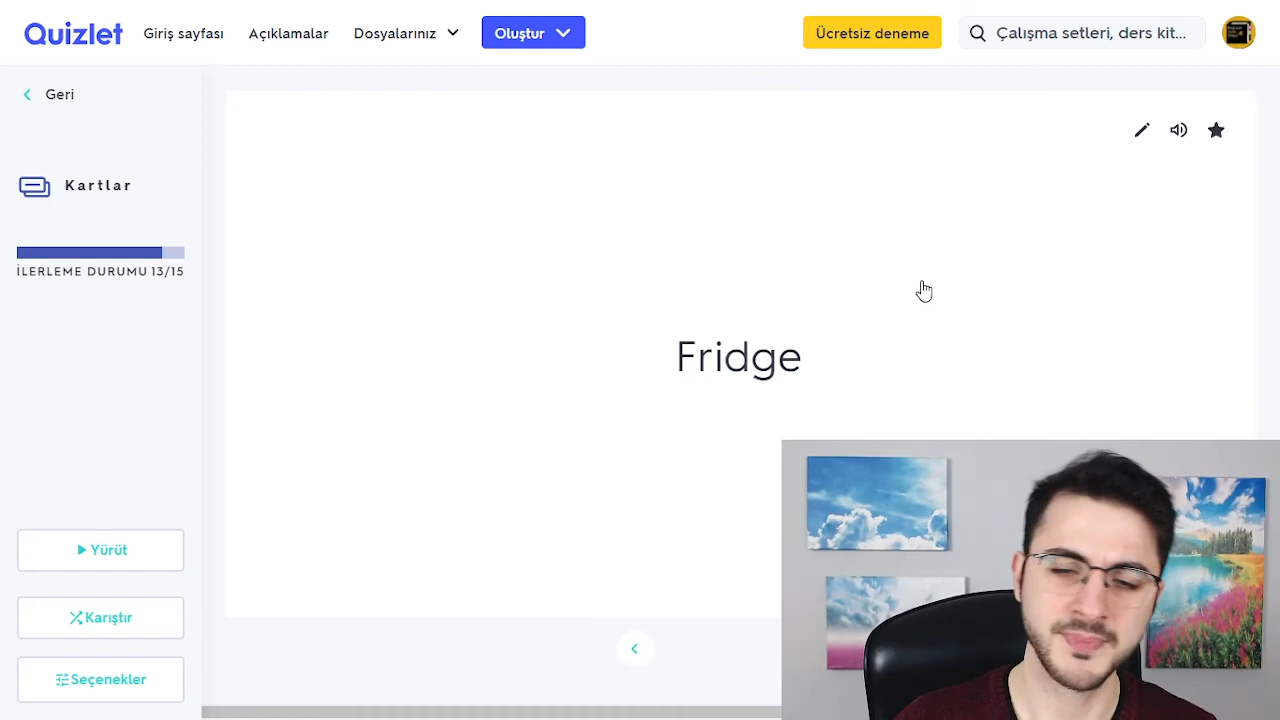 Quizlet
Giriş sayfası
Açıklamalar
Dosyalarınız
Oluştur
Ücretsiz deneme
Çalışma setleri, ders kit...
Geri
Kartlar
İLERLEME DURUMU 13/15
Fridge
Yürüt
Karıştır
Seçenekler